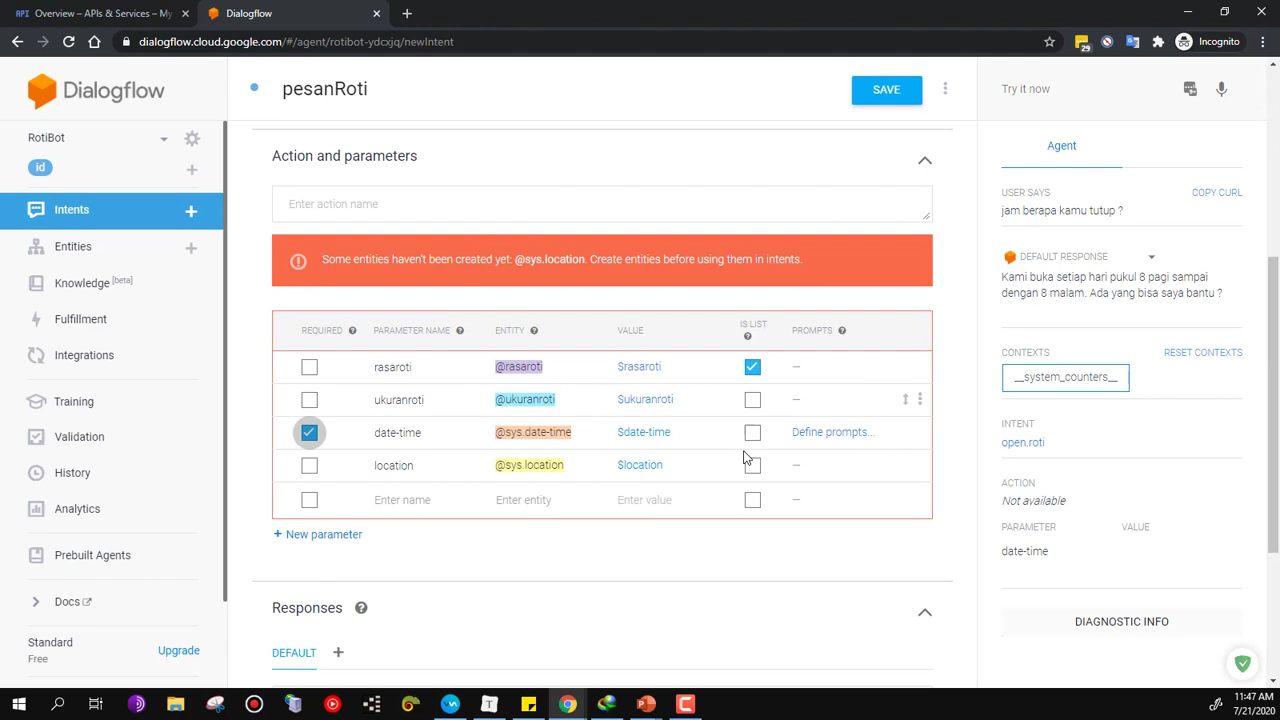 API Overview – APIs & Services – My
Dialogflow
dialogflow.cloud.google.com/#/agent/rotibot-ydcxjq/newIntent
29
Incognito
Dialogflow
RotiBot
id
Intents
Entities
Knowledge [beta]
Fulfillment
Integrations
Training
Validation
History
Analytics
Prebuilt Agents
Docs
Standard
Free
Upgrade
pesanRoti
SAVE
Action and parameters
Enter action name
Some entities haven't been created yet: @sys.location. Create entities before using them in intents.
REQUIRED PARAMETER NAME ENTITY VALUE IS LIST PROMPTS
rasaroti @rasaroti $rasaroti —
ukuranroti @ukuranroti $ukuranroti —
date-time @sys.date-time $date-time Define prompts...
location @sys.location $location —
Enter name Enter entity Enter value —
+ New parameter
Responses
DEFAULT
Try it now
Agent
USER SAYS COPY CURL
jam berapa kamu tutup ?
DEFAULT RESPONSE
Kami buka setiap hari pukul 8 pagi sampai
dengan 8 malam. Ada yang bisa saya bantu ?
CONTEXTS RESET CONTEXTS
__system_counters__
INTENT
open.roti
ACTION
Not available
PARAMETER VALUE
date-time
DIAGNOSTIC INFO
11:47 AM
7/21/2020